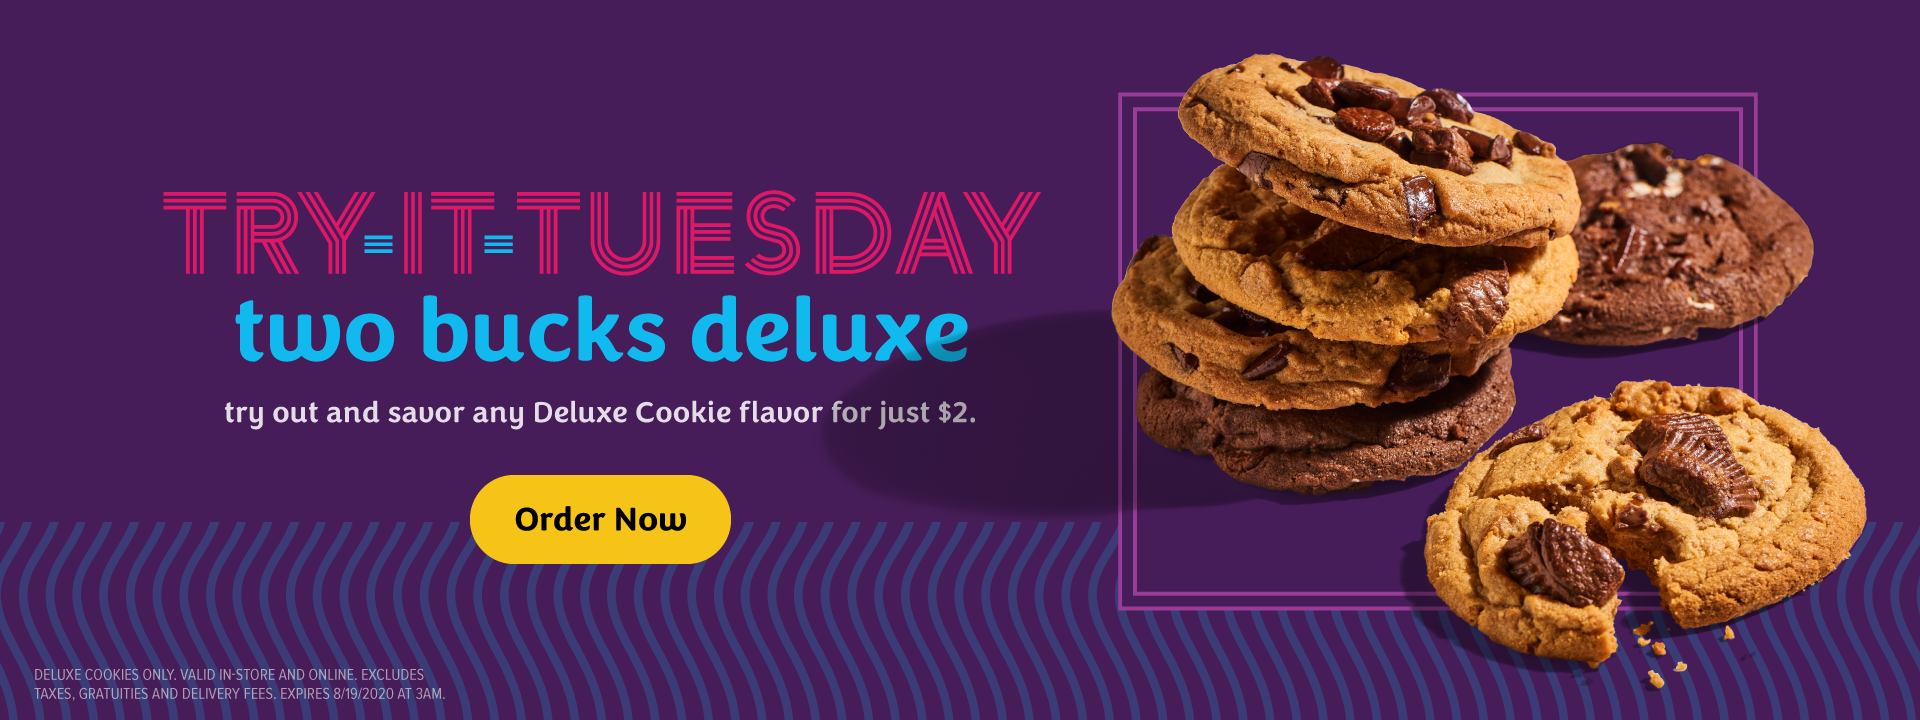 TRY-IT-TUESDAY
two bucks deluxe
try out and savor any Deluxe Cookie flavor for just $2.
Order Now
DELUXE COOKIES ONLY. VALID IN-STORE AND ONLINE. EXCLUDES
TAXES, GRATUITIES AND DELIVERY FEES. EXPIRES 8/19/2020 AT 3AM.